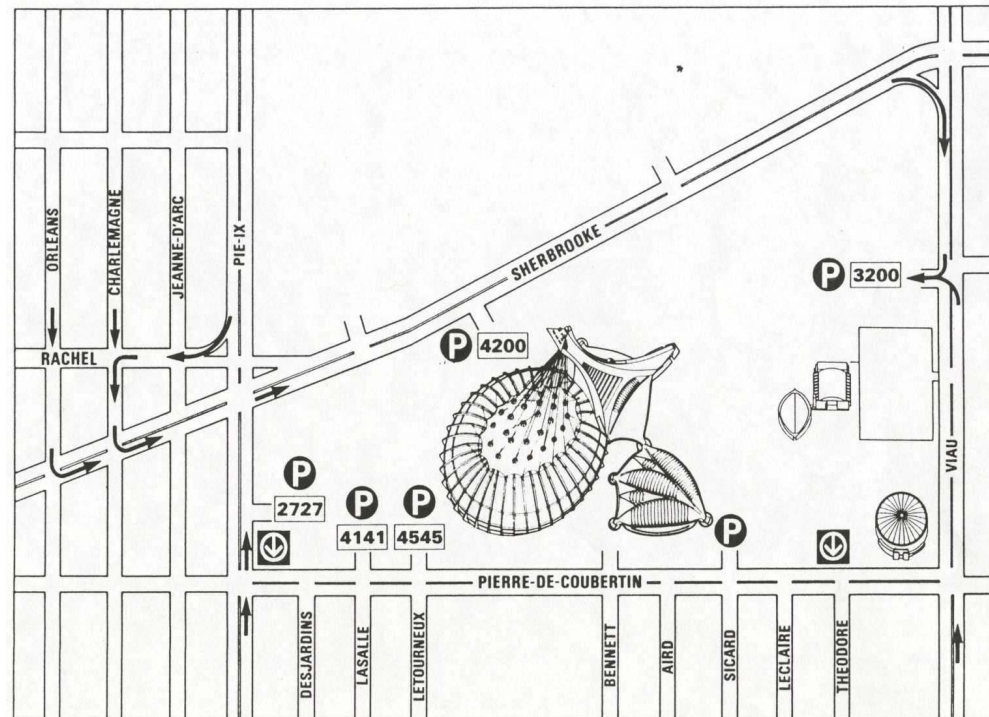 ORLÉANS
CHARLEMAGNE
JEANNE-D'ARC
PIE-IX
RACHEL
SHERBROOKE
P 3200
P 4200
P
2727
P
4141
P
4545
P
VIAU
PIERRE-DE-COUBERTIN
DESJARDINS
LASALLE
LETOURNEUX
BENNETT
AIRD
SICARD
LECLAIRE
THEODORE